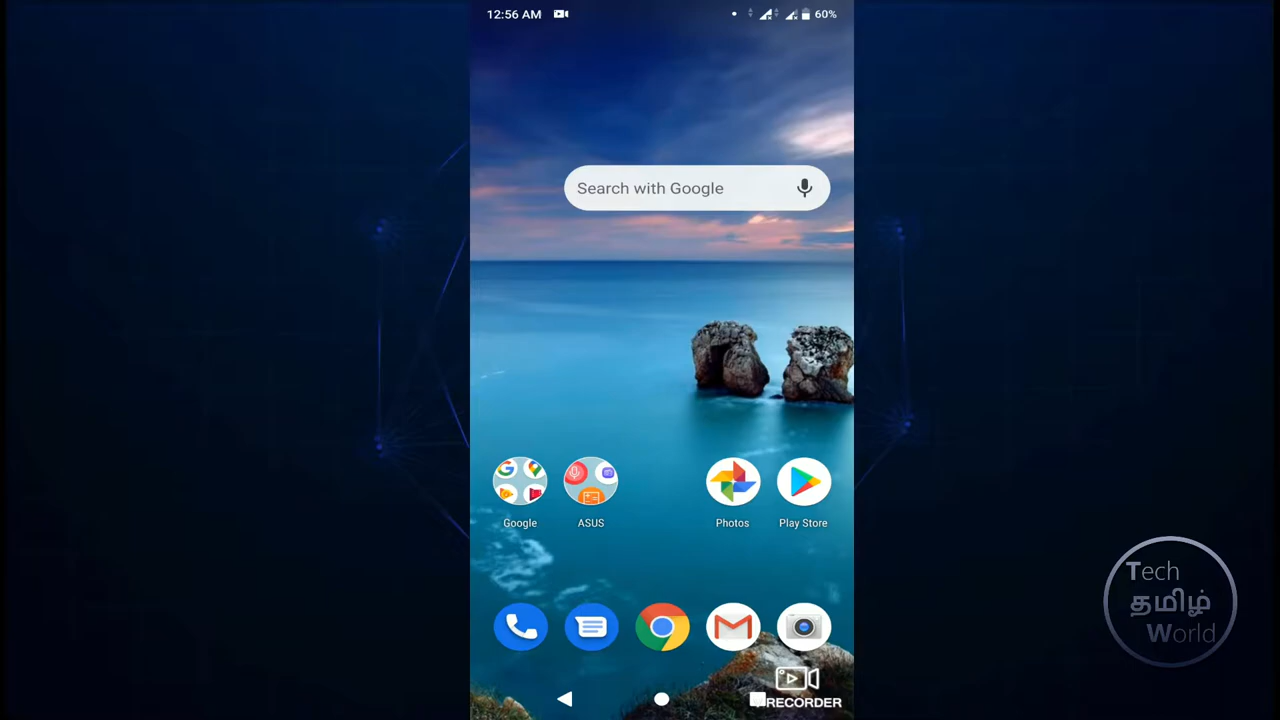 12:56 AM
60%
Search with Google
Google
ASUS
Photos
Play Store
RECORDER
Tech
தமிழ்
World